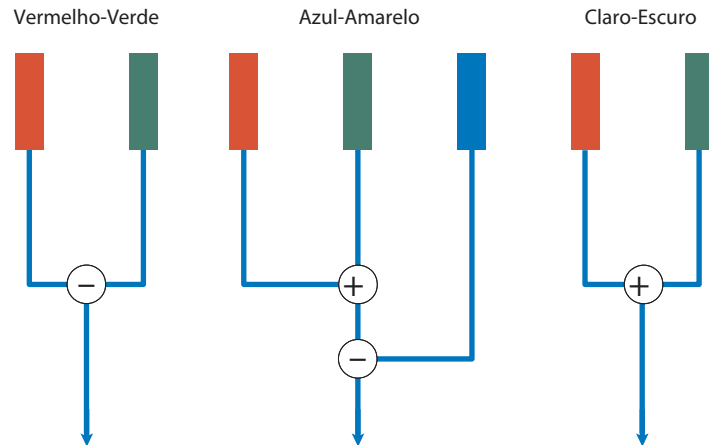 Vermelho-Verde
Azul-Amarelo
Claro-Escuro
−
+
−
+